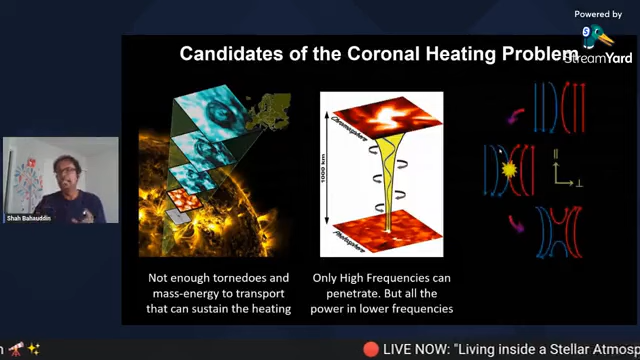 Powered by
StreamYard
Candidates of the Coronal Heating Problem
Chromosphere
1000 km
Photosphere
Shah Bahauddin
Not enough tornedoes and
mass-energy to transport
that can sustain the heating
Only High Frequencies can
penetrate. But all the
power in lower frequencies
LIVE NOW: "Living inside a Stellar Atmosp